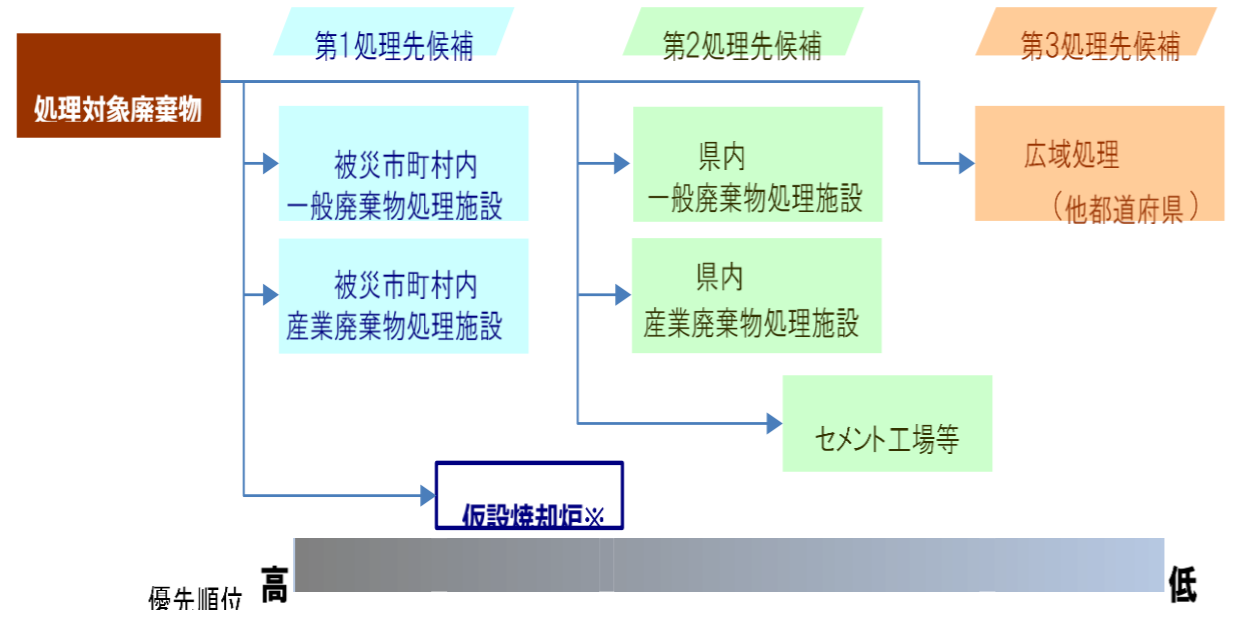 第1処理先候補
第2処理先候補
第3処理先候補
処理対象廃棄物
被災市町村内
一般廃棄物処理施設
県内
一般廃棄物処理施設
広域処理
（他都道府県）
被災市町村内
産業廃棄物処理施設
県内
産業廃棄物処理施設
セメント工場等
仮設焼却炉※
優先順位
高
低